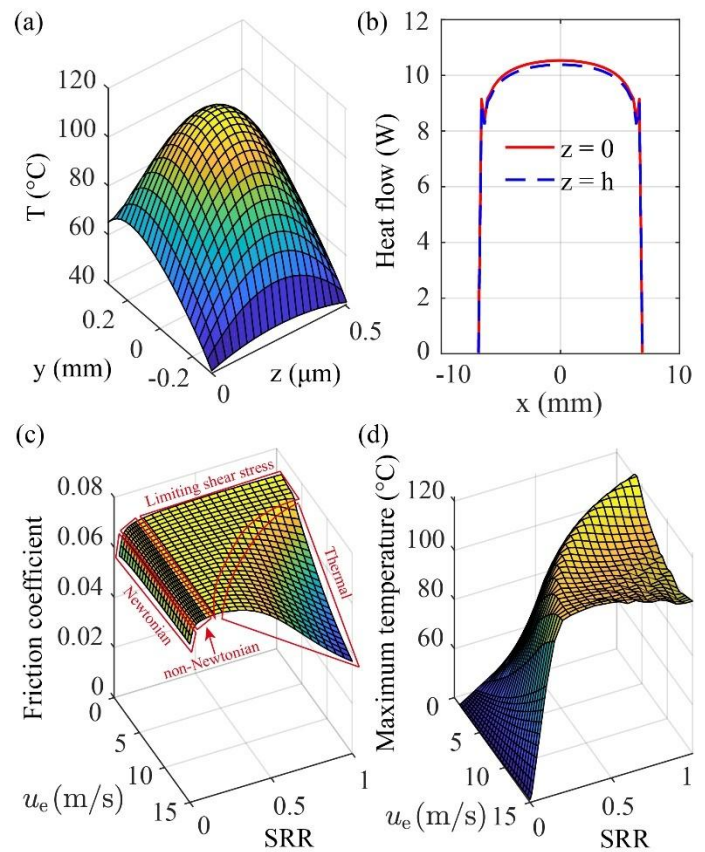 (a)
120
100
80
60
40
T (°C)
0.2
0
-0.2
y (mm)
0
0.5
z (μm)
(b)
12
10
8
6
4
2
0
Heat flow (W)
z = 0
z = h
-10
0
10
x (mm)
(c)
0.08
0.06
0.04
0.02
0
Friction coefficient
Limiting shear stress
Newtonian
non-Newtonian
Thermal
0
5
10
15
u_e (m/s)
0
0.5
1
SRR
(d)
120
100
80
60
Maximum temperature (°C)
0
5
10
15
u_e (m/s)
0
0.5
1
SRR